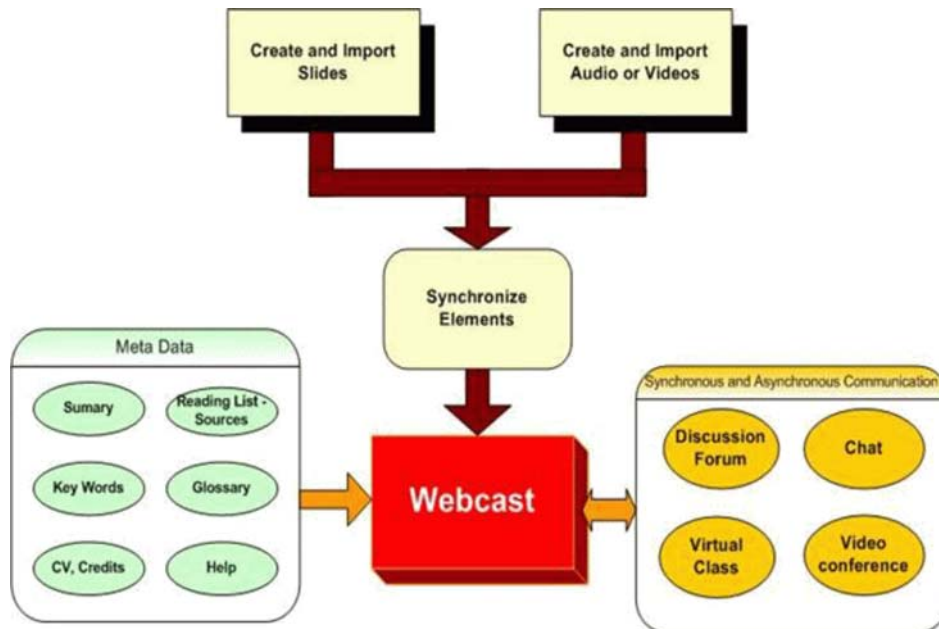 Create and Import
Slides
Create and Import
Audio or Videos
Synchronize
Elements
Meta Data
Sumary
Reading List -
Sources
Key Words
Glossary
CV, Credits
Help
Webcast
Synchronous and Asynchronous Communication
Discussion
Forum
Chat
Virtual
Class
Video
conference